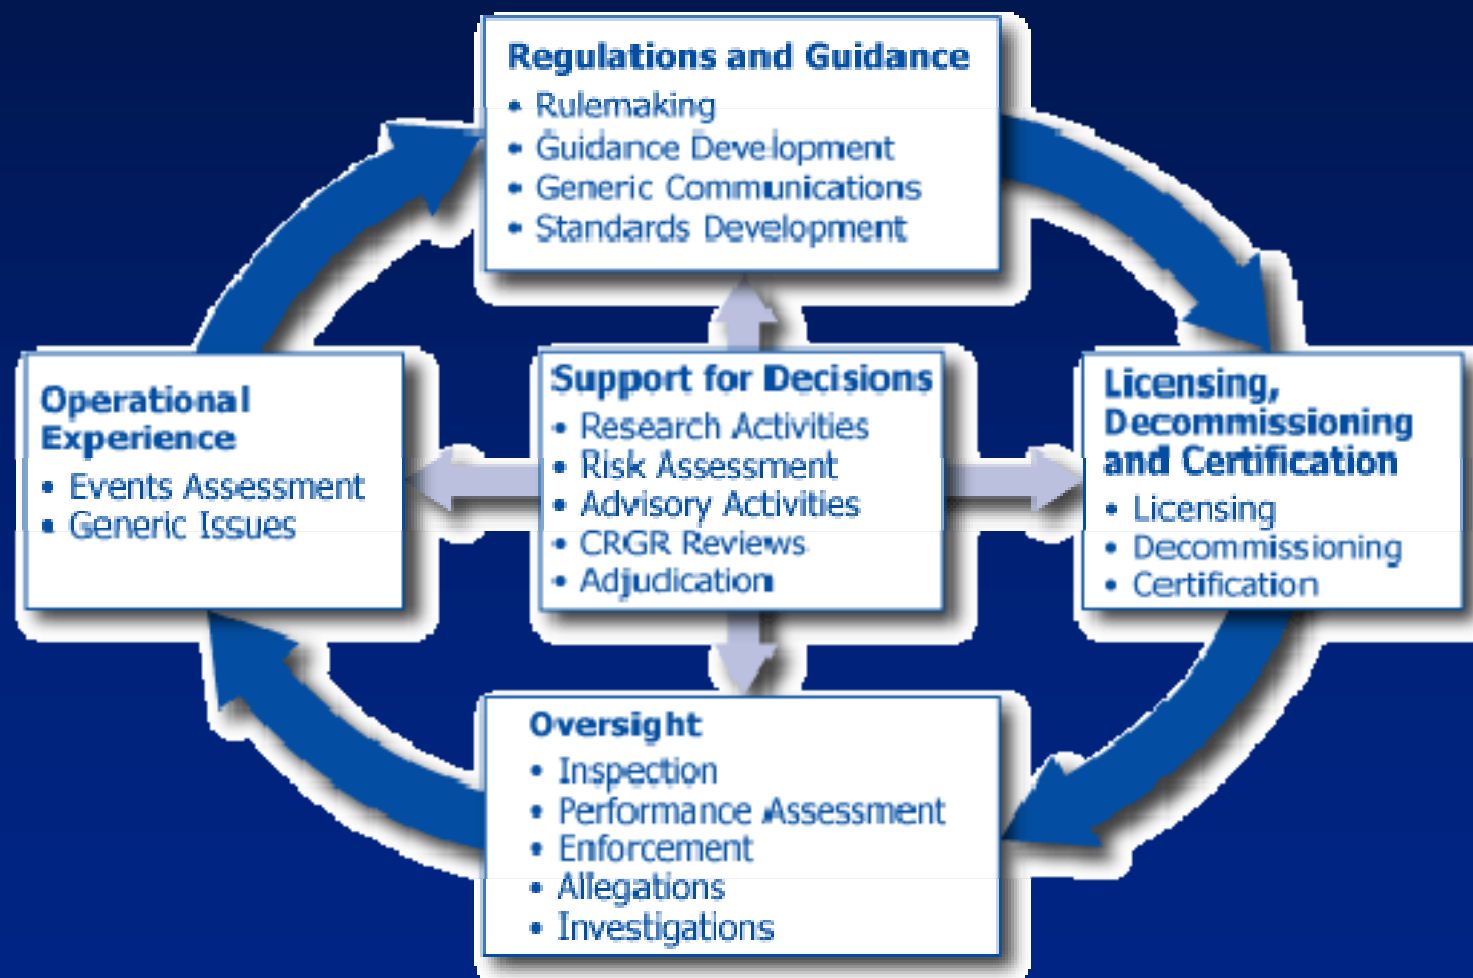 Regulations and Guidance
• Rulemaking
• Guidance Development
• Generic Communications
• Standards Development
Operational
Experience
• Events Assessment
• Generic Issues
Support for Decisions
• Research Activities
• Risk Assessment
• Advisory Activities
• CRGR Reviews
• Adjudication
Licensing,
Decommissioning
and Certification
• Licensing
• Decommissioning
• Certification
Oversight
• Inspection
• Performance Assessment
• Enforcement
• Allegations
• Investigations